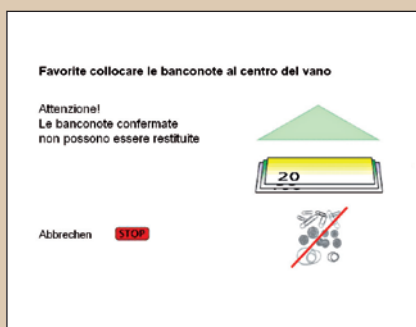 Favorite collocare le banconote al centro del vano
Attenzione!
Le banconote confermate
non possono essere restituite
20
Abbrechen STOP